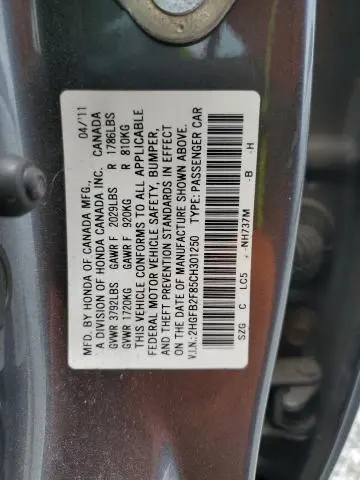 MFD. BY HONDA OF CANADA MFG., 04/'11
A DIVISION OF HONDA CANADA INC. CANADA
GVWR 3792LBS GAWR F 2029LBS R 1786LBS
GVWR 1720KG GAWR F 920KG R 810KG
THIS VEHICLE CONFORMS TO ALL APPLICABLE
FEDERAL MOTOR VEHICLE SAFETY, BUMPER,
AND THEFT PREVENTION STANDARDS IN EFFECT
ON THE DATE OF MANUFACTURE SHOWN ABOVE.
V.I.N.: 2HGFB2F85CH301250 TYPE: PASSENGER CAR
SZG C LC5 - NH737M - B - H